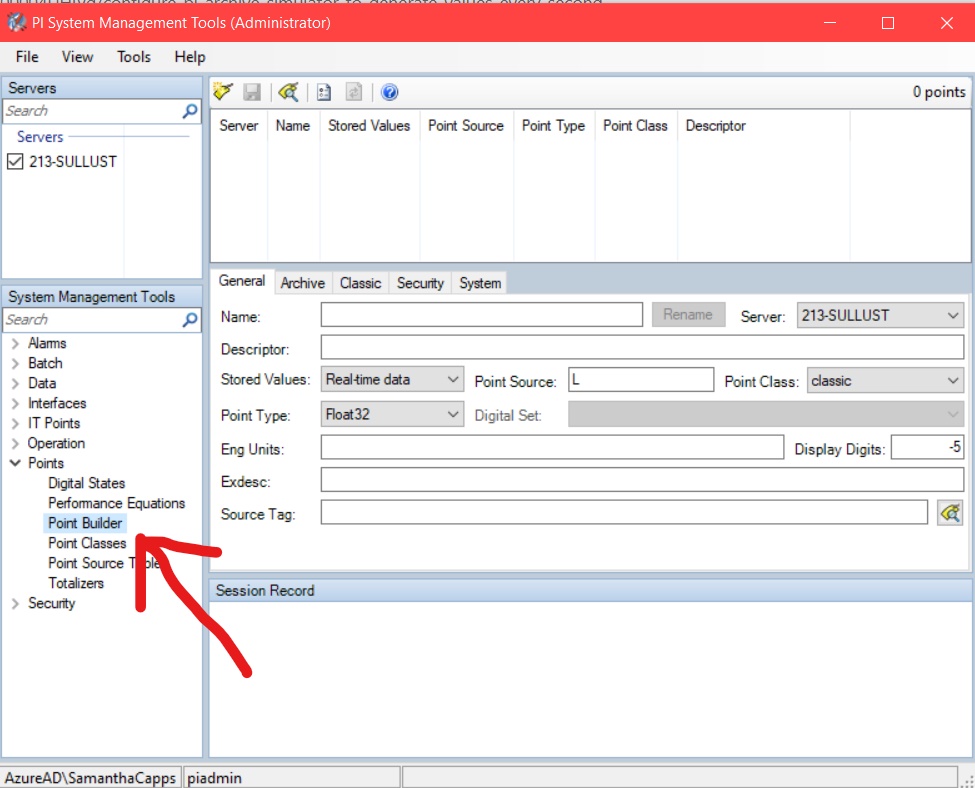 PI System Management Tools (Administrator)
File View Tools Help
Servers
Search
Servers
213-SULLUST
System Management Tools
Search
Alarms
Batch
Data
Interfaces
IT Points
Operation
Points
Digital States
Performance Equations
Point Builder
Point Classes
Point Source
Totalizers
Security
0 points
Server Name Stored Values Point Source Point Type Point Class Descriptor
General Archive Classic Security System
Name: Rename Server: 213-SULLUST
Descriptor:
Stored Values: Real-time data Point Source: L Point Class: classic
Point Type: Float32 Digital Set:
Eng Units: Display Digits: -5
Exdesc:
Source Tag:
Session Record
AzureAD\SamanthaCapps piadmin